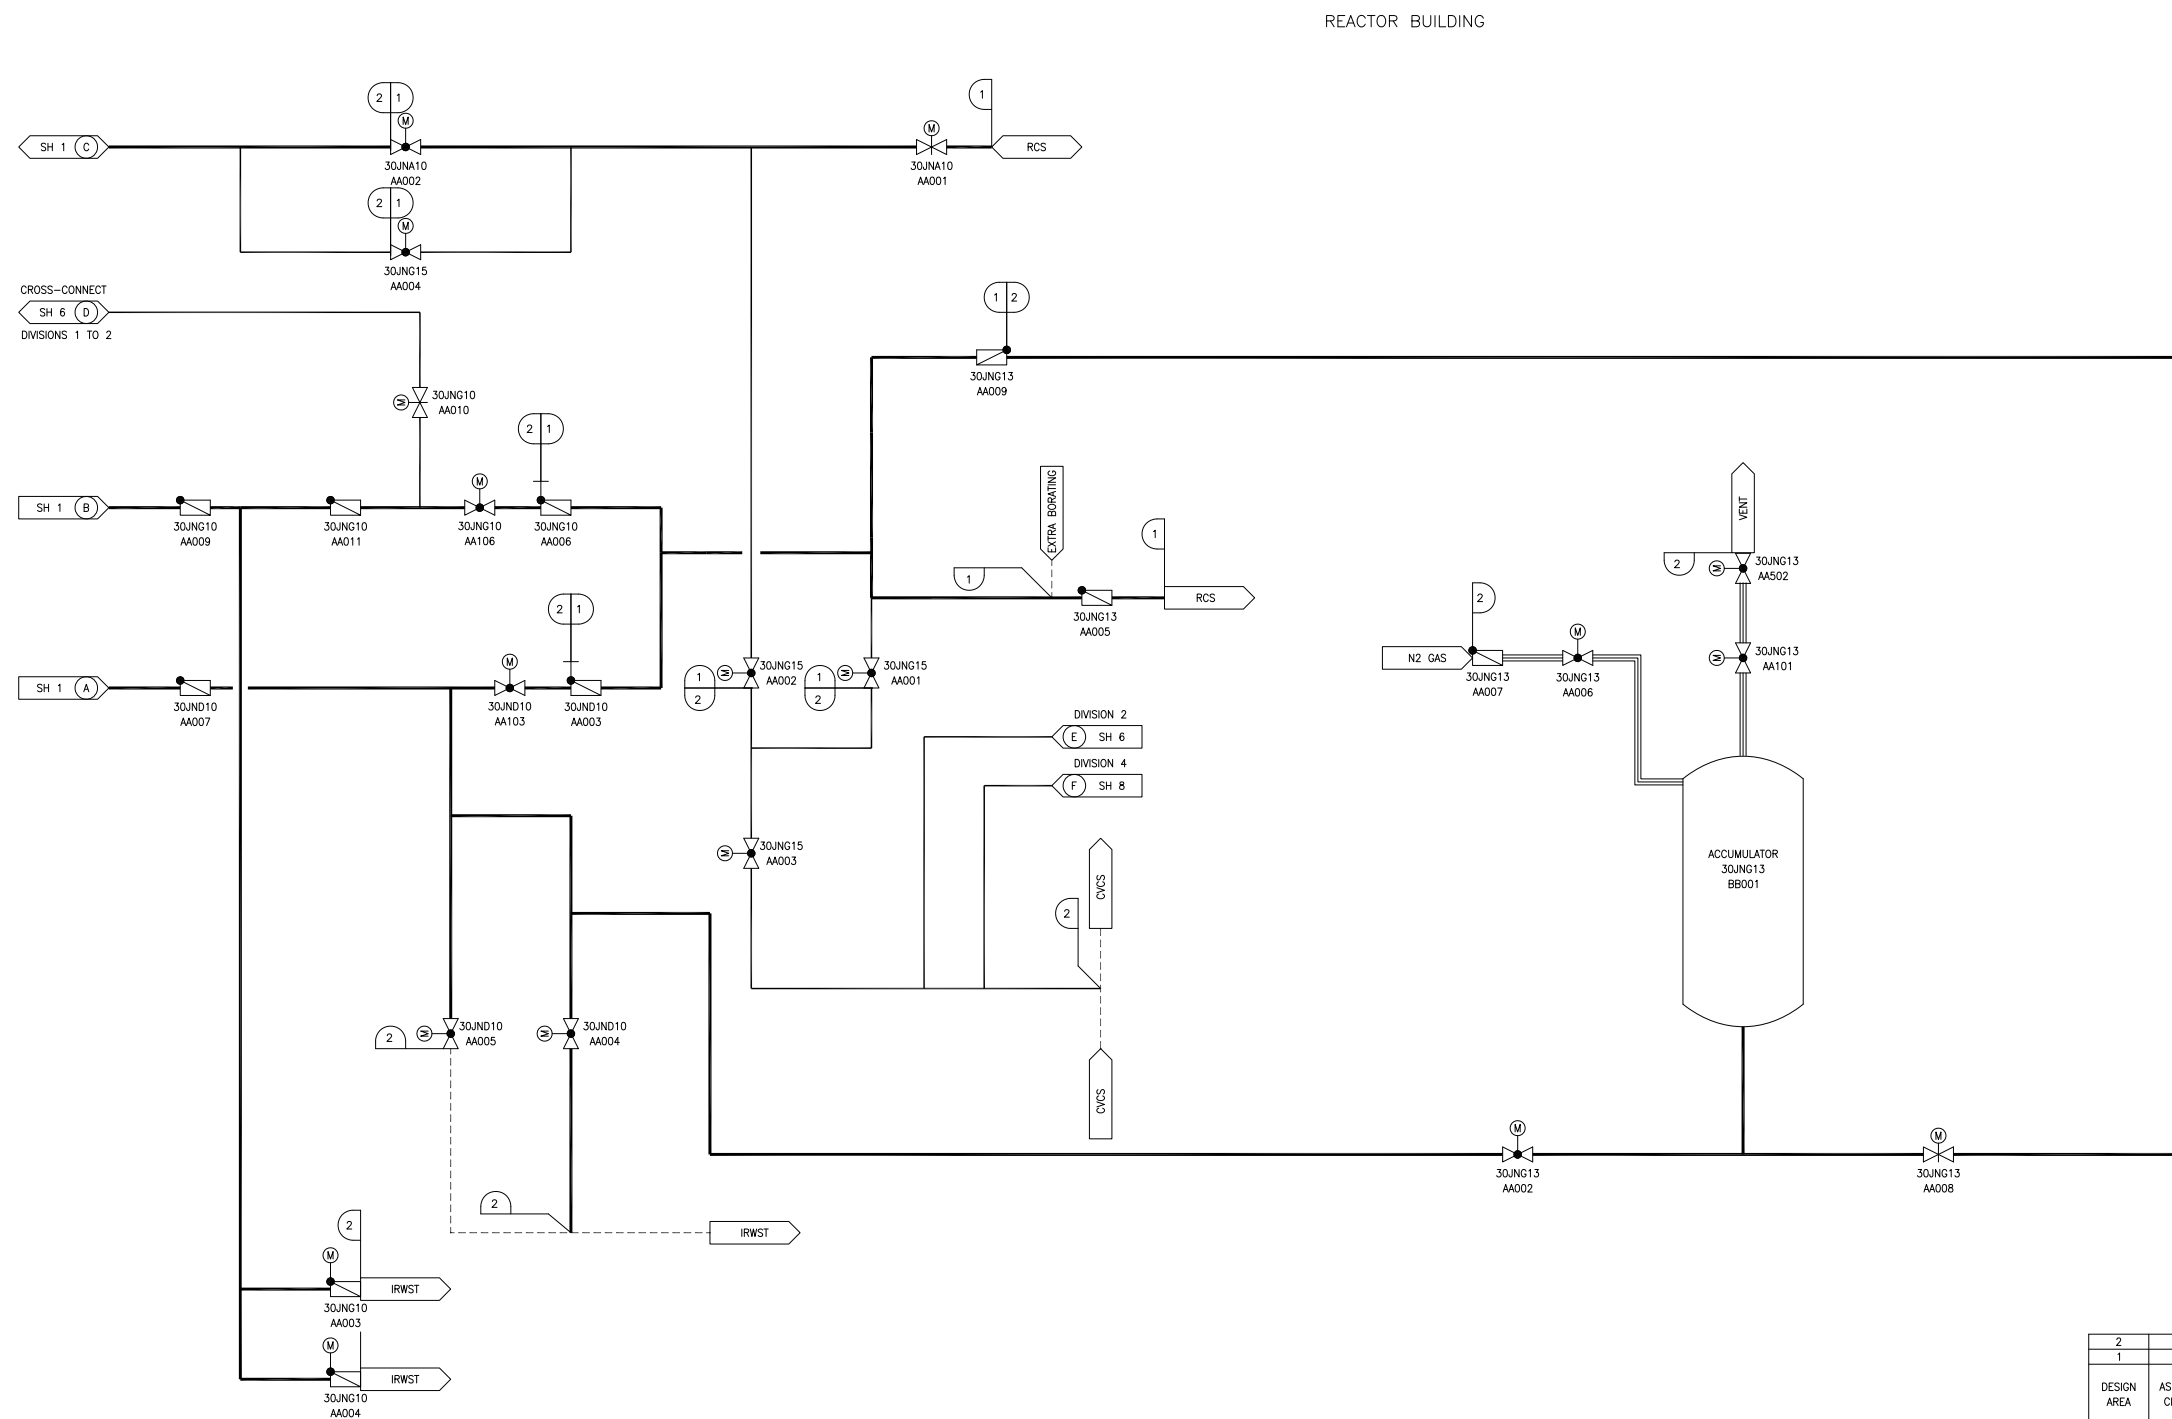 REACTOR BUILDING
2 1
M
1
M
SH 1 C
RCS
30JNA10
AA002
30JNA10
AA001
2 1
M
30JNG15
AA004
CROSS-CONNECT
SH 6 D
DIVISIONS 1 TO 2
1 2
30JNG13
AA009
M
30JNG10
AA010
2 1
EXTRA BORATING
VENT
M
SH 1 B
30JNG10
AA009
30JNG10
AA011
30JNG10
AA106
30JNG10
AA006
1
2
M
30JNG13
AA502
1
RCS
30JNG13
AA005
2 1
2
M
M
N2 GAS
30JNG13
AA007
30JNG13
AA006
M
30JNG13
AA101
SH 1 A
30JND10
AA007
30JND10
AA103
30JND10
AA003
1
2
M
30JNG15
AA002
1
2
M
30JNG15
AA001
DIVISION 2
E SH 6
DIVISION 4
F SH 8
M
30JNG15
AA003
ACCUMULATOR
30JNG13
BB001
CVCS
2
2
M
30JND10
AA005
M
30JND10
AA004
CVCS
M
30JNG13
AA002
M
30JNG13
AA008
2
IRWST
2
M
IRWST
30JNG10
AA003
M
IRWST
30JNG10
AA004
2
1
DESIGN
AREA